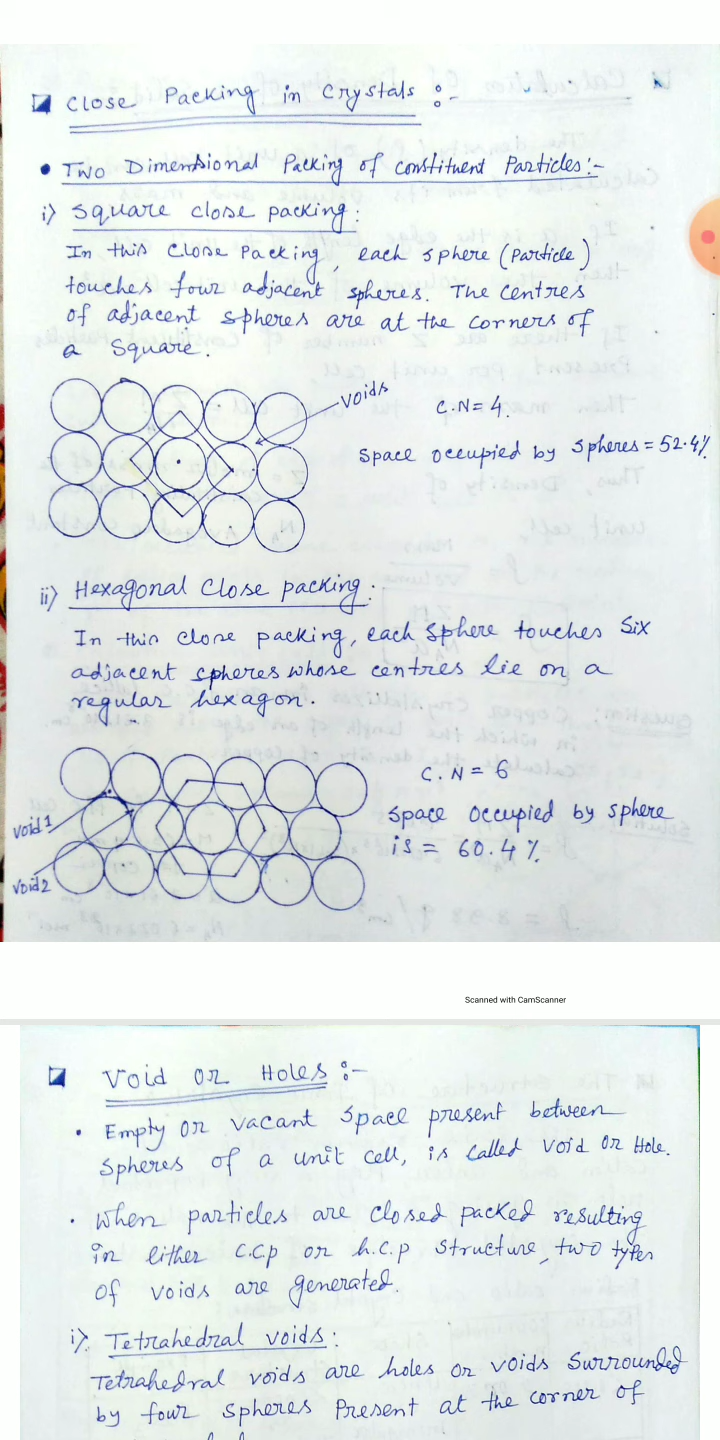 Close Packing in Crystals :-
• Two Dimensional Packing of constituent Particles:-
i) Square close packing:
In this close Packing, each sphere (Particle)
touches four adjacent spheres. The centres
of adjacent spheres are at the corners of
a square.
voids
C.N = 4.
Space occupied by spheres = 52.4%
ii) Hexagonal close packing:
In this close packing, each sphere touches six
adjacent spheres whose centres lie on a
regular hexagon.
C.N = 6
void 1
Space occupied by sphere
is = 60.4 %
void 2
Scanned with CamScanner
Void or Holes :-
• Empty or vacant space present between
spheres of a unit cell, is called void or Hole.
• When particles are closed packed resulting
in either C.C.p or h.c.p structure, two types
of voids are generated.
i). Tetrahedral voids:
Tetrahedral voids are holes or voids surrounded
by four spheres Present at the corner of